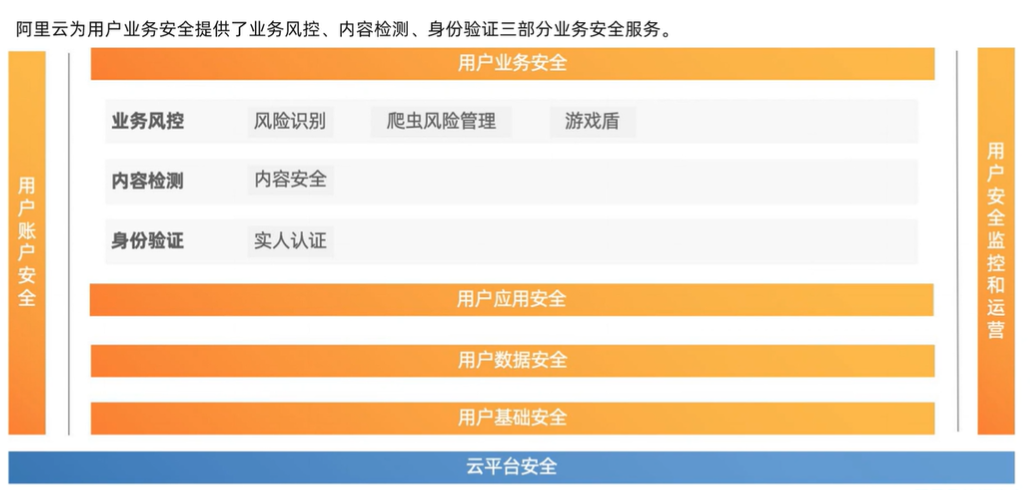 阿里云为用户业务安全提供了业务风控、内容检测、身份验证三部分业务安全服务。
用户账户安全
用户业务安全
业务风控 风险识别 爬虫风险管理 游戏盾
内容检测 内容安全
身份验证 实人认证
用户应用安全
用户数据安全
用户基础安全
用户安全监控和运营
云平台安全